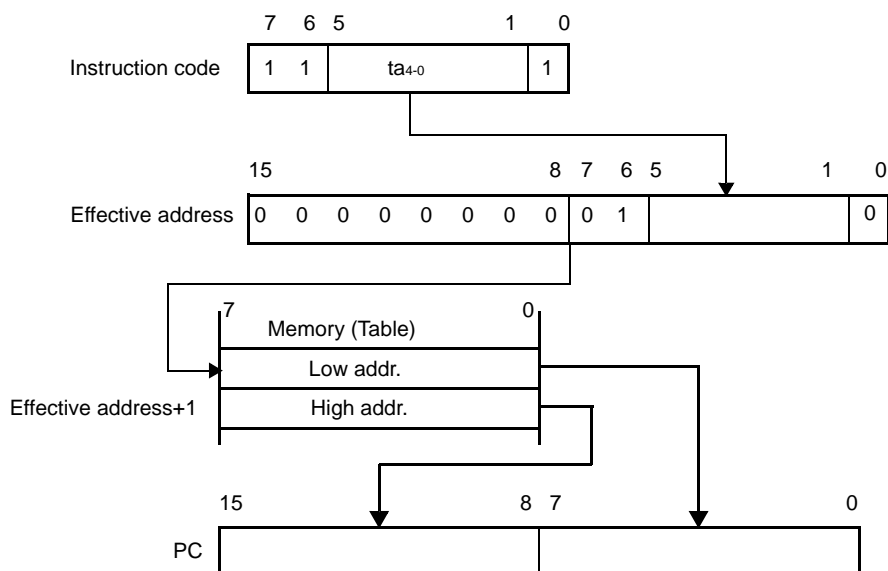 7 6 5 1 0
Instruction code 1 1 ta4-0 1
15 8 7 6 5 1 0
Effective address 0 0 0 0 0 0 0 0 0 1 0
7 0
Memory (Table)
Low addr.
Effective address+1 High addr.
15 8 7 0
PC